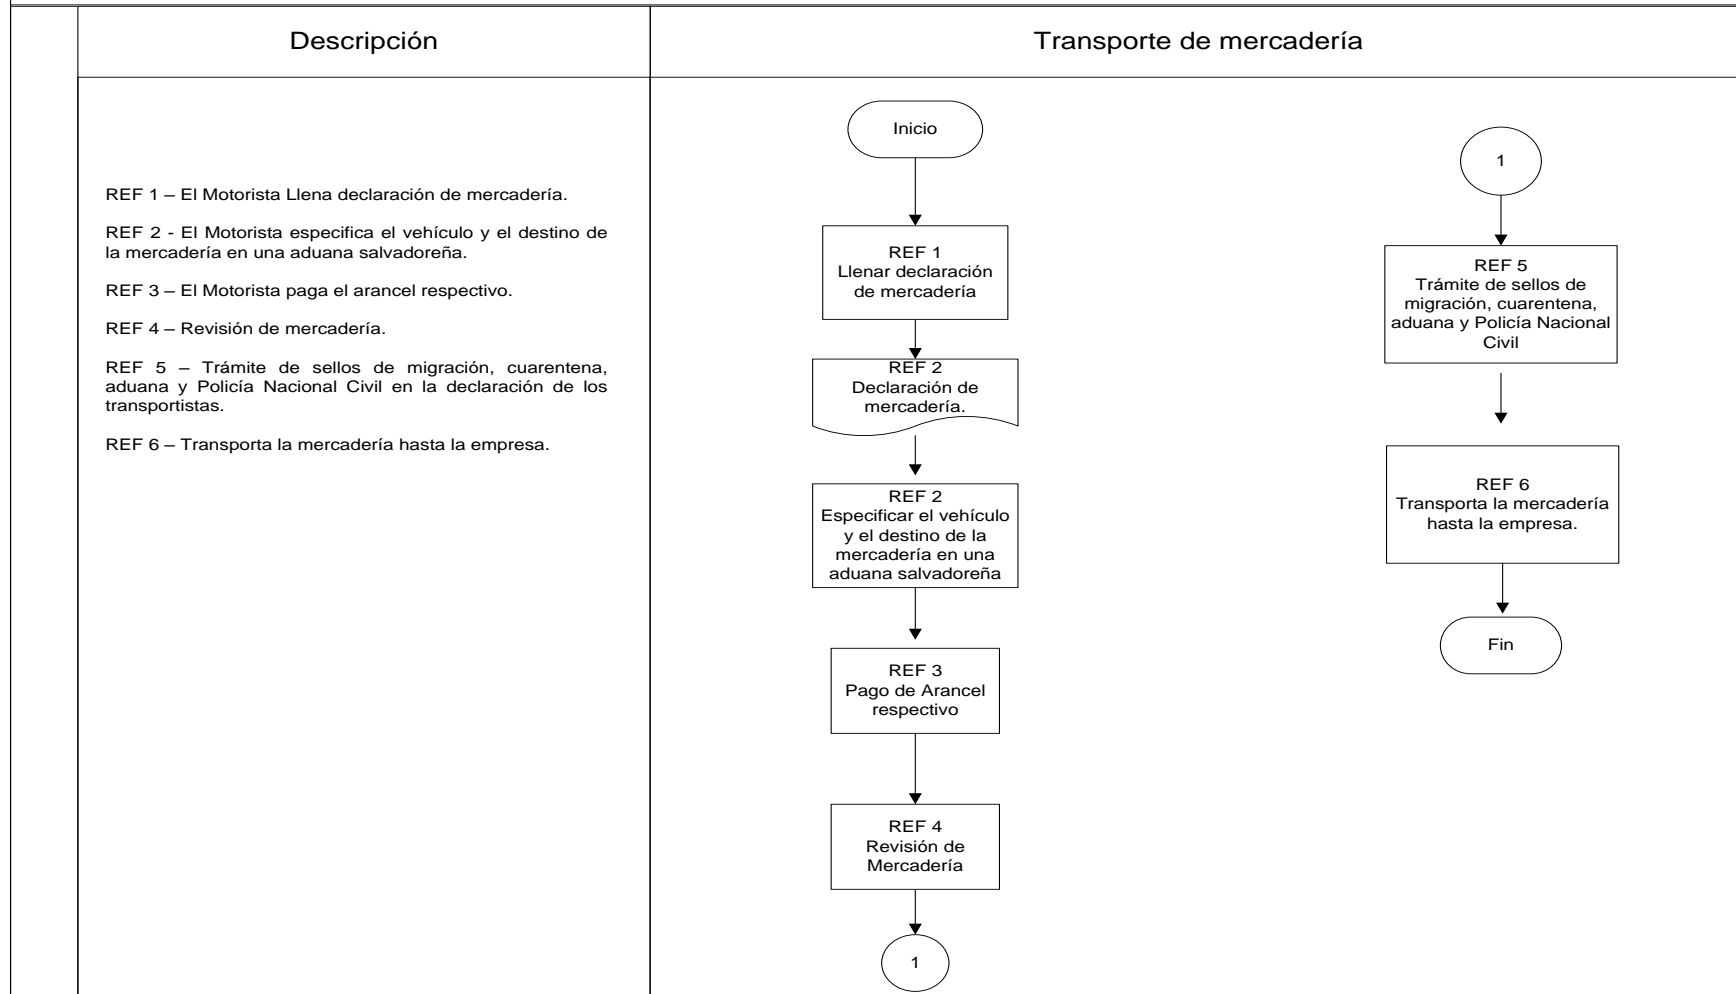 Descripción
Transporte de mercadería
REF 1 – El Motorista Llena declaración de mercadería.
REF 2 - El Motorista especifica el vehículo y el destino de
la mercadería en una aduana salvadoreña.
REF 3 – El Motorista paga el arancel respectivo.
REF 4 – Revisión de mercadería.
REF 5 – Trámite de sellos de migración, cuarentena,
aduana y Policía Nacional Civil en la declaración de los
transportistas.
REF 6 – Transporta la mercadería hasta la empresa.
Inicio
REF 1
Llenar declaración
de mercadería
REF 2
Declaración de
mercadería.
REF 2
Especificar el vehículo
y el destino de la
mercadería en una
aduana salvadoreña
REF 3
Pago de Arancel
respectivo
REF 4
Revisión de
Mercadería
1
1
REF 5
Trámite de sellos de
migración, cuarentena,
aduana y Policía Nacional
Civil
REF 6
Transporta la mercadería
hasta la empresa.
Fin